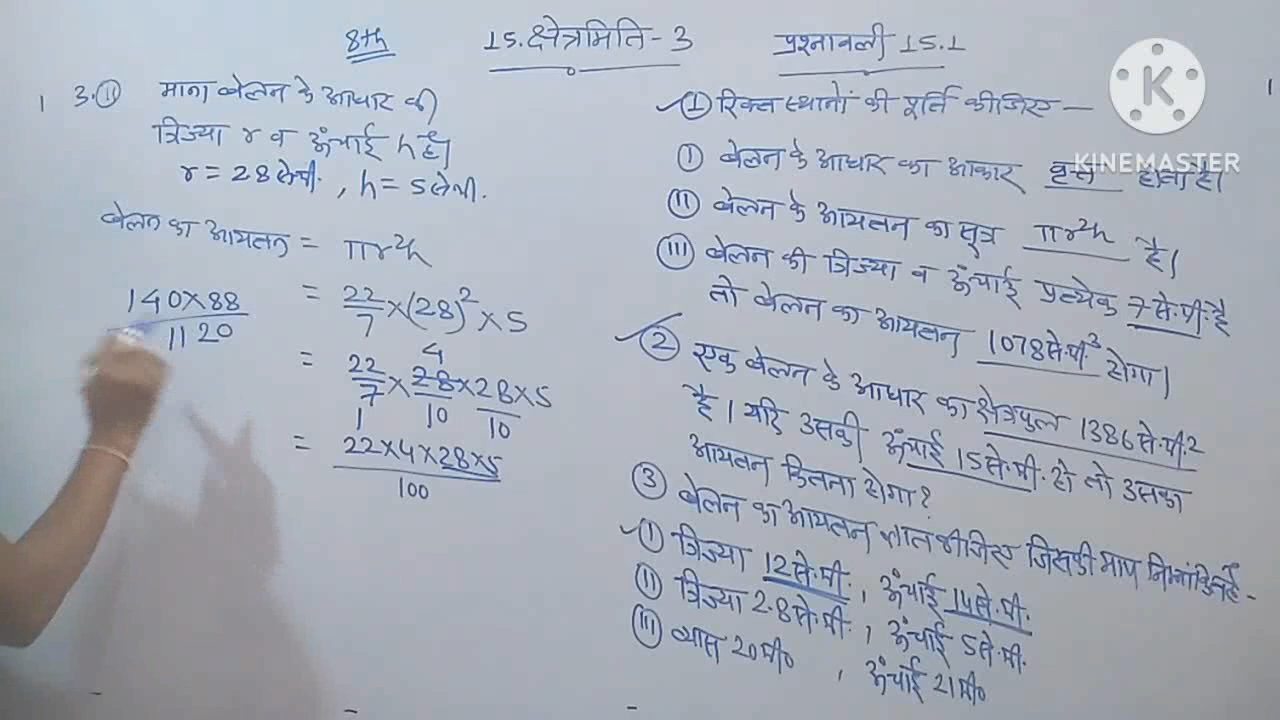 8th 15. क्षेत्रमिति - 3 प्रश्नावली 15.1
3. (ii) माना बेलन के आधार की
त्रिज्या r व ऊंचाई h है।
r = 2.8 सेमी. , h = 5 सेमी.
बेलन का आयतन = πr²h
= 22/7 × (2.8)² × 5
= 22/7 × 28/10 × 28/10 × 5
4
1
= 22×4×28×5
100
140×88
1120
① रिक्त स्थानों की पूर्ति कीजिए —
(i) बेलन के आधार का आकार वृत्त होता है।
(ii) बेलन के आयतन का सूत्र πr²h है।
(iii) बेलन की त्रिज्या व ऊंचाई प्रत्येक 7 से.मी. है
तो बेलन का आयतन 1078 से.मी³ होगा।
② एक बेलन के आधार का क्षेत्रफल 1386 से.मी.²
है। यदि उसकी ऊंचाई 15 से.मी. हो तो उसका
आयतन कितना होगा?
③ बेलन का आयतन ज्ञात कीजिए जिसकी माप निम्नांकित है -
(i) त्रिज्या 12 से.मी. , ऊंचाई 14 से.मी.
(ii) त्रिज्या 2.8 से.मी. , ऊंचाई 5 से.मी.
(iii) व्यास 20 मी० , ऊंचाई 21 मी०
K
KINEMASTER